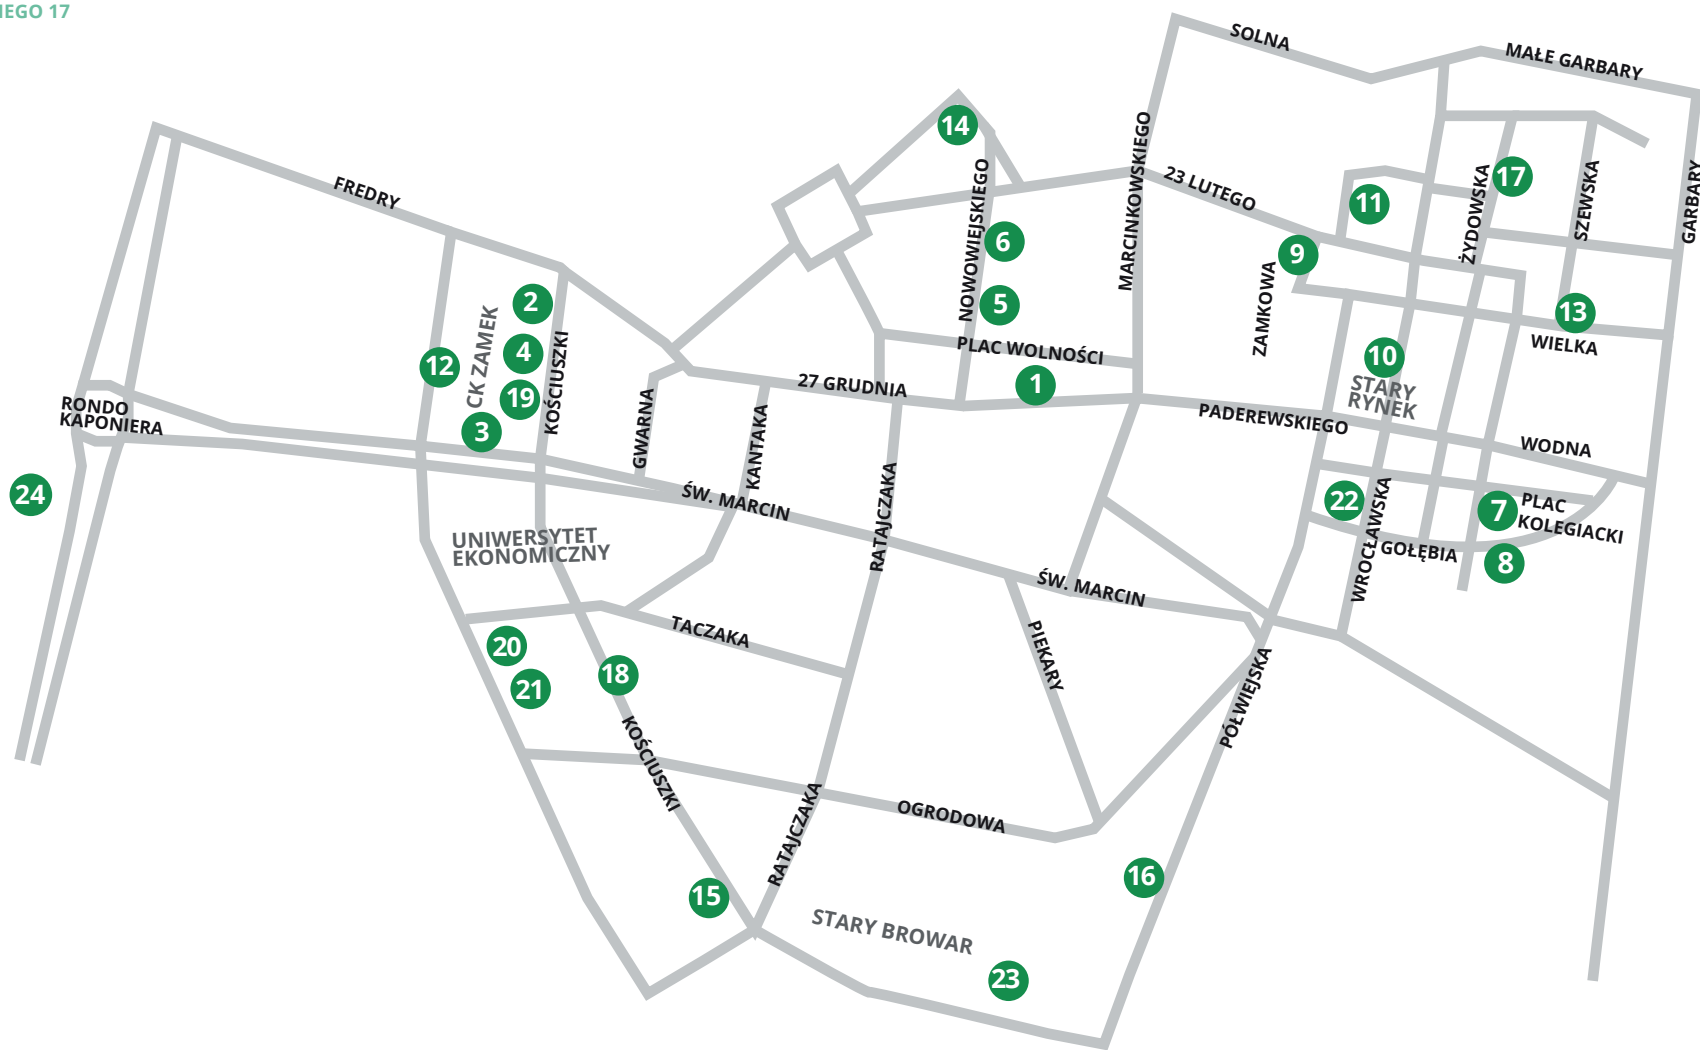 IEGO 17
SOLNA
MAŁE GARBARY
14
MARCINKOWSKIEGO
23 LUTEGO
FREDRY
NOWOWIEJSKIEGO
6
11
17
ŻYDOWSKA
SZEWSKA
GARBARY
9
ZAMKOWA
2
5
13
WIELKA
CK ZAMEK
4
12
KOŚCIUSZKI
PLAC WOLNOŚCI
10
STARY
RYNEK
19
3
1
27 GRUDNIA
GWARNA
KANTAKA
RONDO
KAPONIERA
PADEREWSKIEGO
WODNA
24
ŚW. MARCIN
RATAJCZAKA
22
WROCŁAWSKA
7
PLAC
KOLEGIACKI
UNIWERSYTET
EKONOMICZNY
GOŁĘBIA
8
ŚW. MARCIN
TACZAKA
PIEKARY
20
21
18
PÓŁWIEJSKA
KOŚCIUSZKI
OGRODOWA
RATAJCZAKA
16
15
STARY BROWAR
23